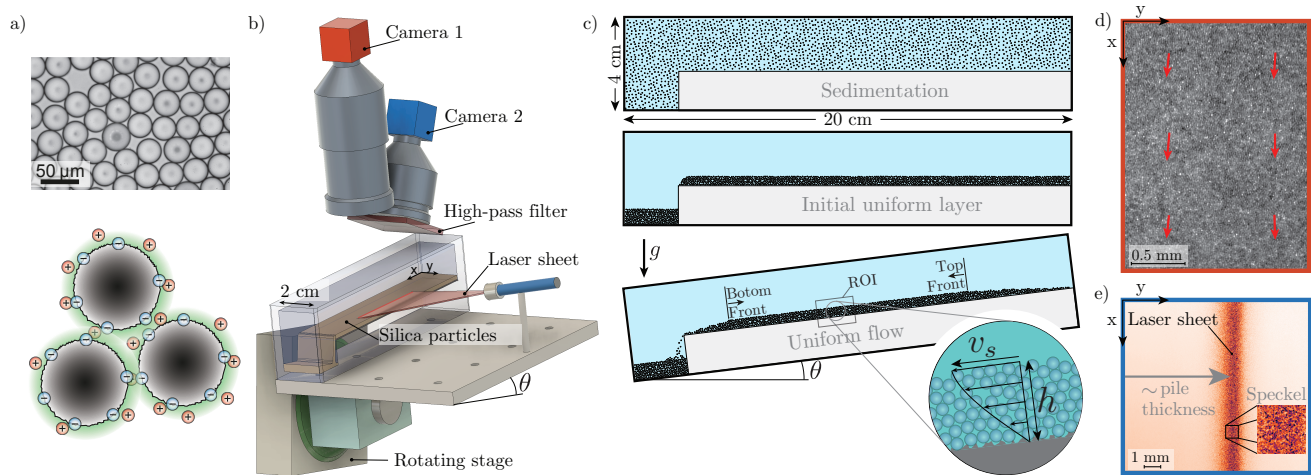 a)
50 µm
b)
Camera 1
Camera 2
High-pass filter
x
y
Laser sheet
2 cm
Silica particles
θ
Rotating stage
c)
4 cm
Sedimentation
20 cm
Initial uniform layer
g
Botom
Front
ROI
Top
Front
Uniform flow
θ
v_s
h
d)
y
x
0.5 mm
e)
y
x
Laser sheet
∼ pile
thickness
Speckel
1 mm